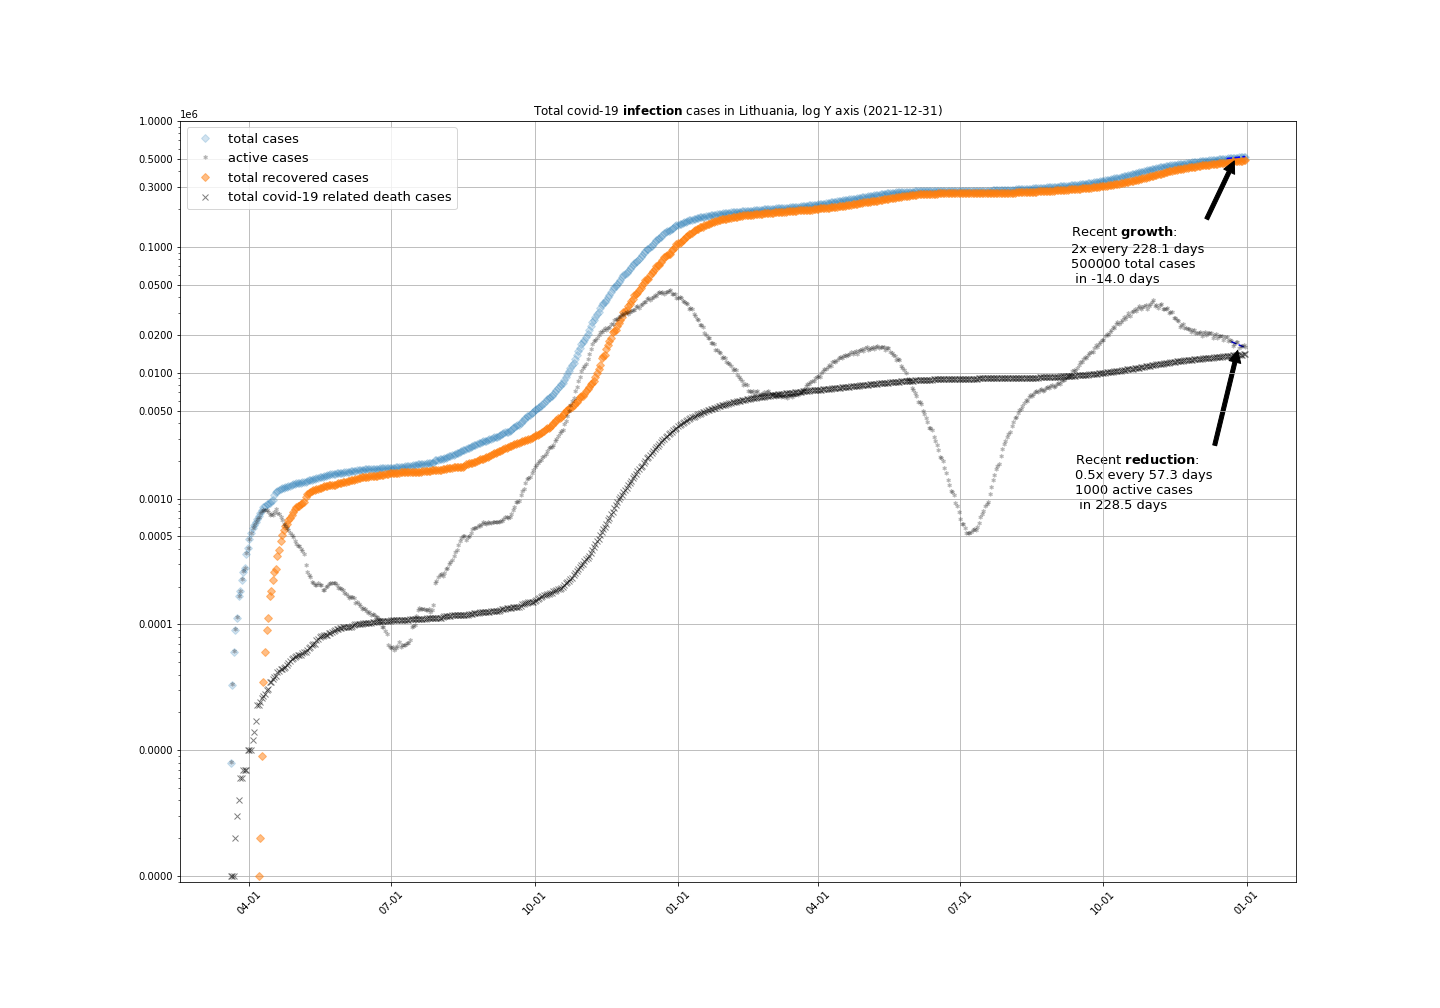 Total covid-19 infection cases in Lithuania, log Y axis (2021-12-31)
1e6
1.0000
0.5000
0.3000
0.1000
0.0500
0.0200
0.0100
0.0050
0.0010
0.0005
0.0001
0.0000
0.0000
total cases
active cases
total recovered cases
total covid-19 related death cases
Recent growth:
2x every 228.1 days
500000 total cases
in -14.0 days
Recent reduction:
0.5x every 57.3 days
1000 active cases
in 228.5 days
04-01
07-01
10-01
01-01
04-01
07-01
10-01
01-01